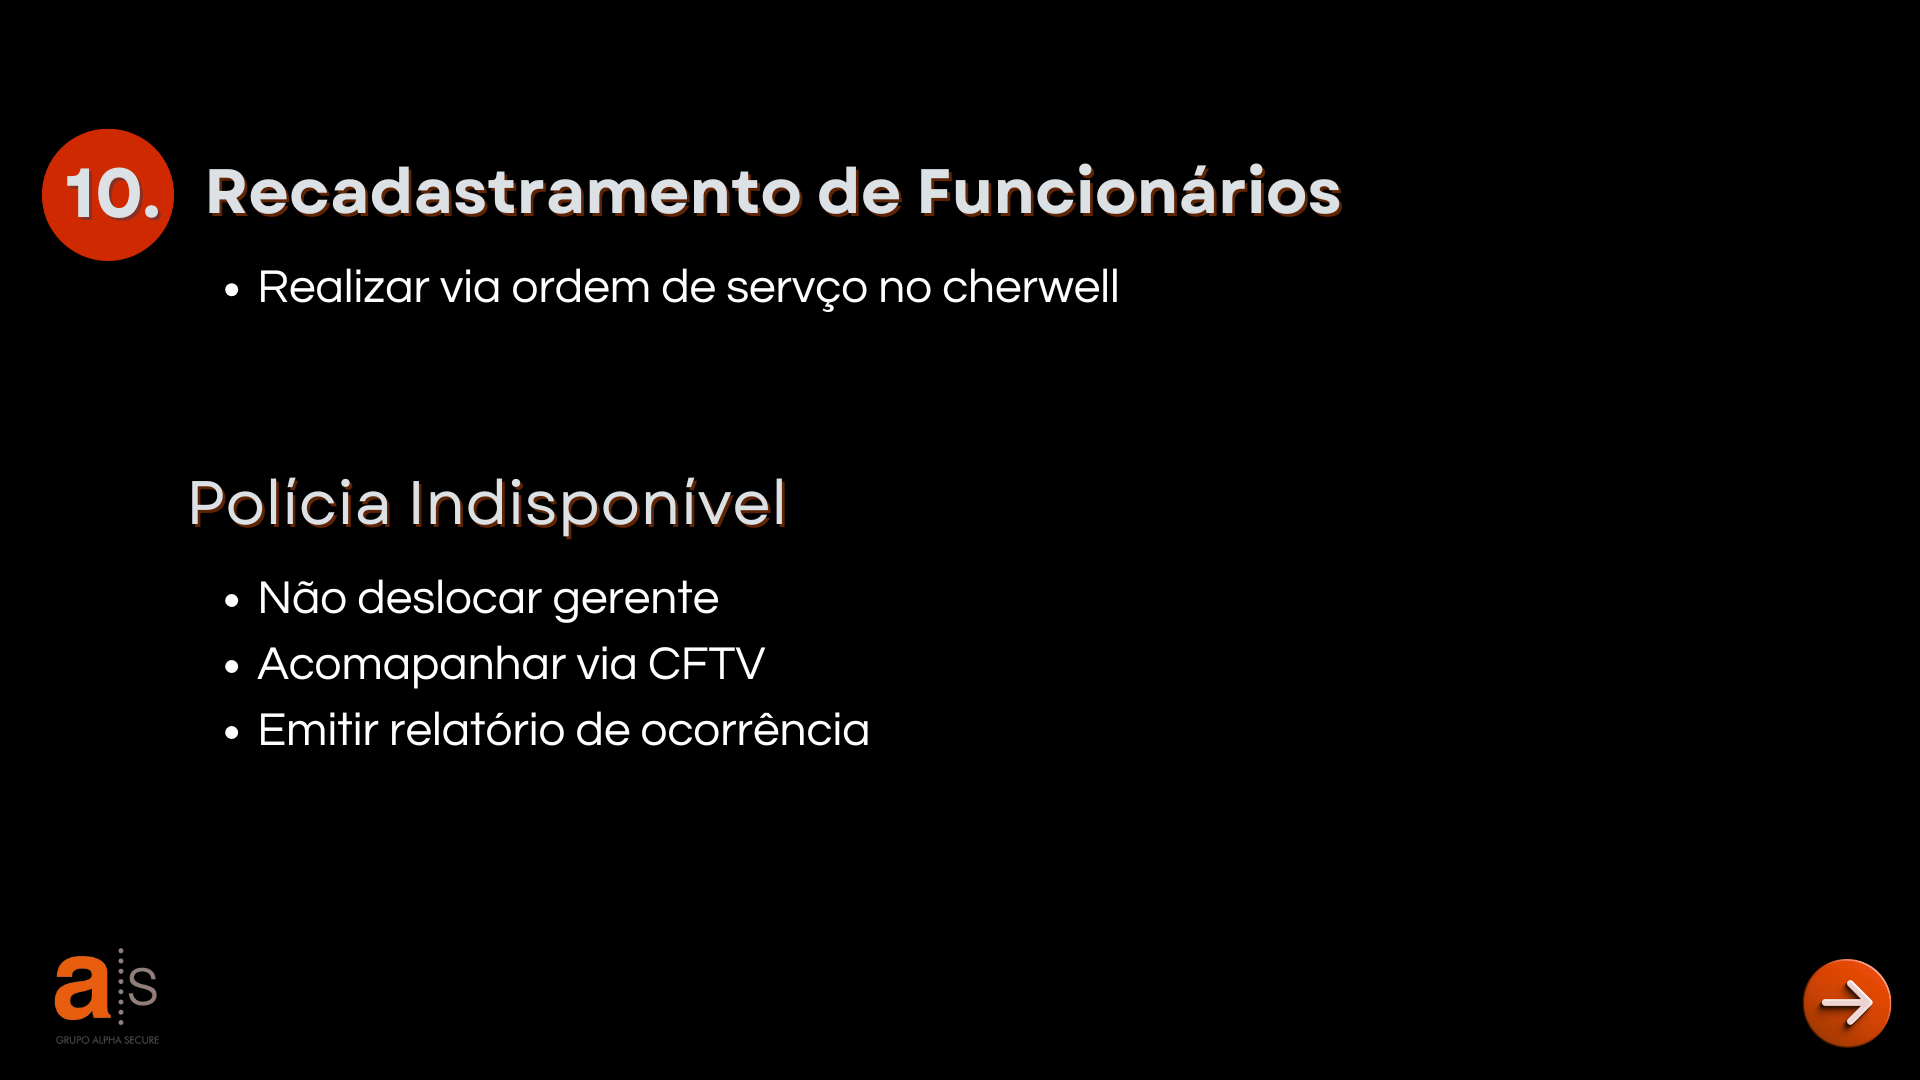 10. Recadastramento de Funcionários
• Realizar via ordem de servço no cherwell
Polícia Indisponível
• Não deslocar gerente
• Acomapanhar via CFTV
• Emitir relatório de ocorrência
a s
GRUPO ALPHA SECURE